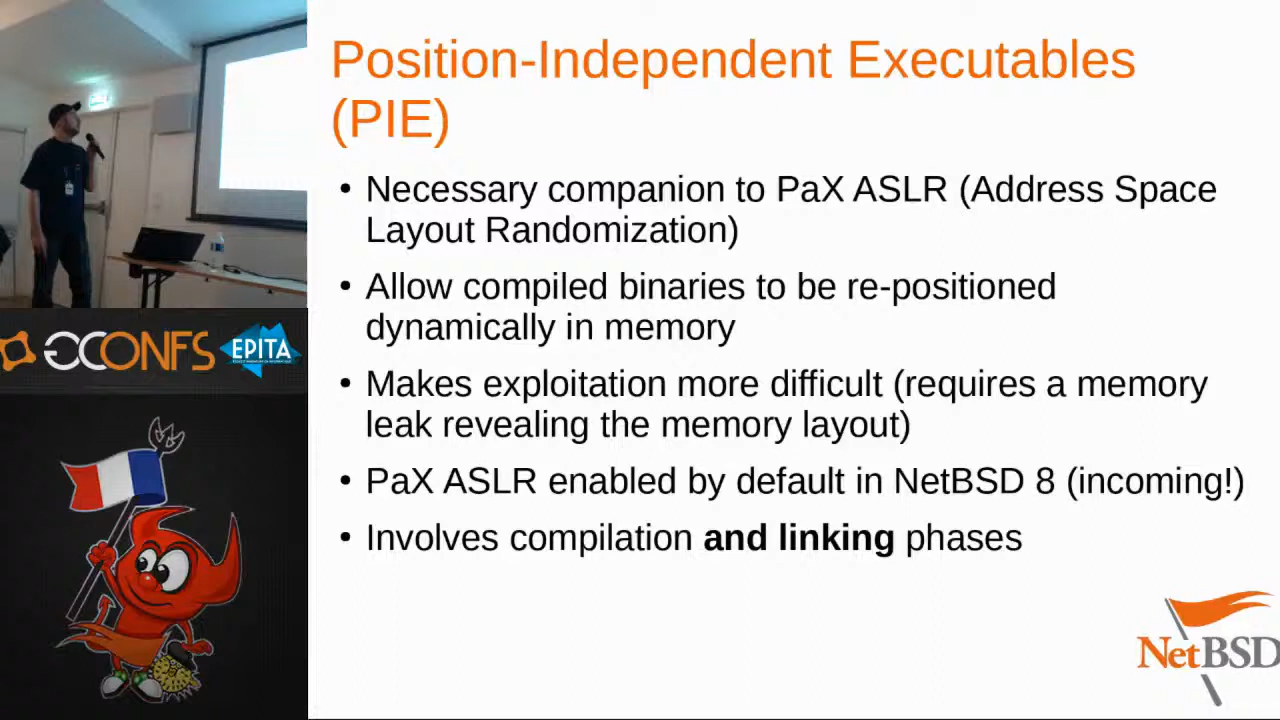 Position-Independent Executables
(PIE)
• Necessary companion to PaX ASLR (Address Space
Layout Randomization)
• Allow compiled binaries to be re-positioned
dynamically in memory
• Makes exploitation more difficult (requires a memory
leak revealing the memory layout)
• PaX ASLR enabled by default in NetBSD 8 (incoming!)
• Involves compilation and linking phases
GCONFS
EPITA
NetBSD